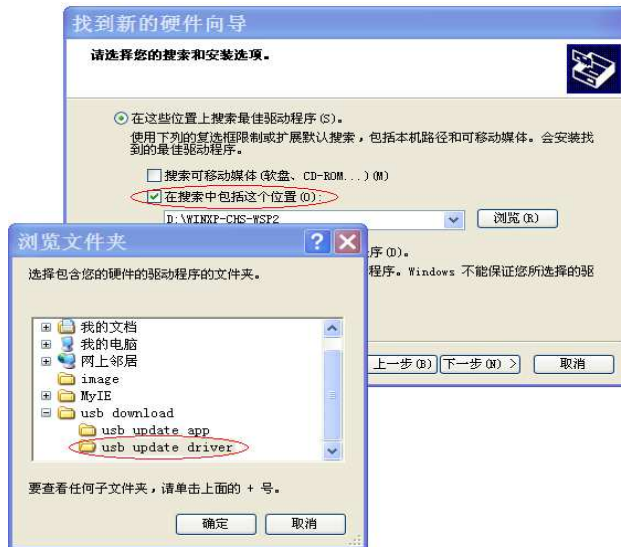 找到新的硬件向导
请选择您的搜索和安装选项。
在这些位置上搜索最佳驱动程序(S)。
使用下列的复选框限制或扩展默认搜索，包括本机路径和可移动媒体。会安装找
到的最佳驱动程序。
搜索可移动媒体(软盘、CD-ROM...)(M)
在搜索中包括这个位置(O):
D:\WINXP-CHS-WSP2
浏览(R)
序(D)。
程序。Windows 不能保证您所选择的驱
上一步(B)
下一步(N) >
取消
浏览文件夹
选择包含您的硬件的驱动程序的文件夹。
我的文档
我的电脑
网上邻居
image
MyIE
usb download
usb update app
usb update driver
要查看任何子文件夹，请单击上面的 + 号。
确定
取消